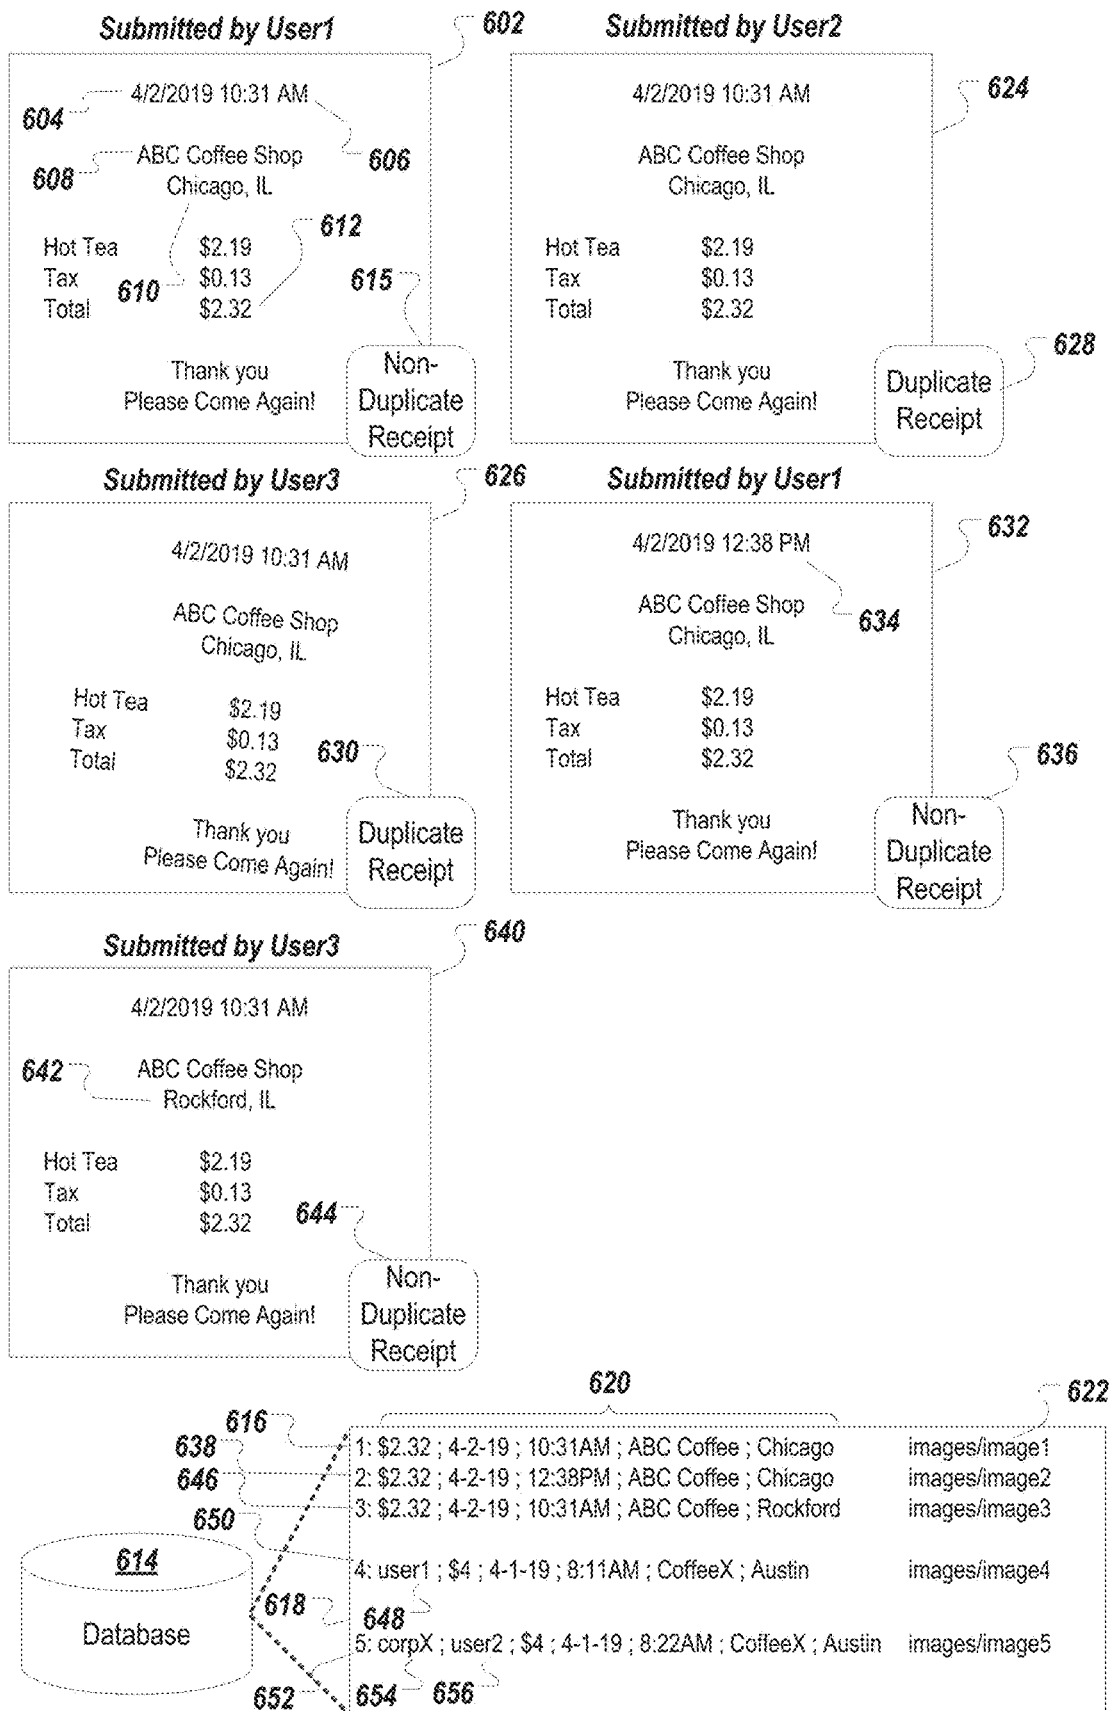 Submitted by User1
602
4/2/2019 10:31 AM
604
606
608
ABC Coffee Shop
Chicago, IL
612
Hot Tea $2.19
Tax $0.13
Total $2.32
610
615
Thank you
Please Come Again!
Non-
Duplicate
Receipt
Submitted by User2
624
4/2/2019 10:31 AM
ABC Coffee Shop
Chicago, IL
Hot Tea $2.19
Tax $0.13
Total $2.32
628
Thank you
Please Come Again!
Duplicate
Receipt
Submitted by User3
626
4/2/2019 10:31 AM
ABC Coffee Shop
Chicago, IL
Hot Tea $2.19
Tax $0.13
Total $2.32
630
Thank you
Please Come Again!
Duplicate
Receipt
Submitted by User1
632
4/2/2019 12:38 PM
634
ABC Coffee Shop
Chicago, IL
Hot Tea $2.19
Tax $0.13
Total $2.32
636
Thank you
Please Come Again!
Non-
Duplicate
Receipt
Submitted by User3
640
4/2/2019 10:31 AM
642
ABC Coffee Shop
Rockford, IL
Hot Tea $2.19
Tax $0.13
Total $2.32
644
Thank you
Please Come Again!
Non-
Duplicate
Receipt
620
622
616
638
646
650
1: $2.32 ; 4-2-19 ; 10:31AM ; ABC Coffee ; Chicago images/image1
2: $2.32 ; 4-2-19 ; 12:38PM ; ABC Coffee ; Chicago images/image2
3: $2.32 ; 4-2-19 ; 10:31AM ; ABC Coffee ; Rockford images/image3
4: user1 ; $4 ; 4-1-19 ; 8:11AM ; CoffeeX ; Austin images/image4
614
Database
618
648
5: corpX ; user2 ; $4 ; 4-1-19 ; 8:22AM ; CoffeeX ; Austin images/image5
652
654
656